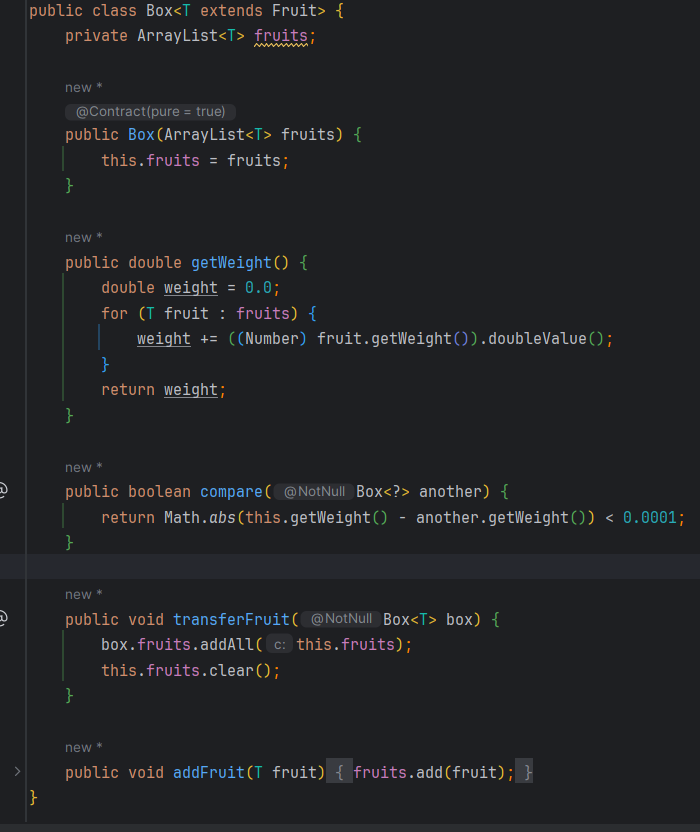 public class Box<T extends Fruit> {
    private ArrayList<T> fruits;
    new *
    @Contract(pure = true)
    public Box(ArrayList<T> fruits) {
        this.fruits = fruits;
    }
    new *
    public double getWeight() {
        double weight = 0.0;
        for (T fruit : fruits) {
            weight += ((Number) fruit.getWeight()).doubleValue();
        }
        return weight;
    }
    new *
    public boolean compare( @NotNull Box<?> another) {
        return Math.abs(this.getWeight() - another.getWeight()) < 0.0001;
    }
    new *
    public void transferFruit( @NotNull Box<T> box) {
        box.fruits.addAll( c: this.fruits);
        this.fruits.clear();
    }
    new *
    public void addFruit(T fruit) { fruits.add(fruit); }
}